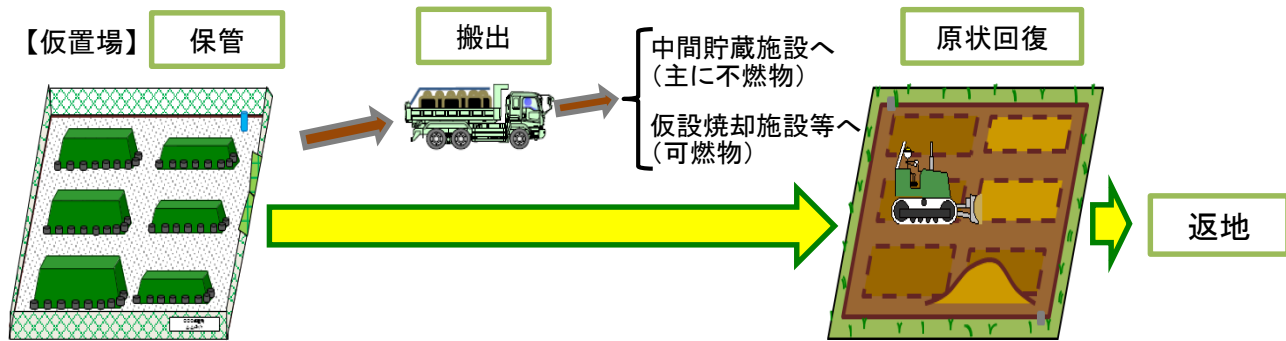 【仮置場】
保管
搬出
中間貯蔵施設へ
（主に不燃物）
仮設焼却施設等へ
（可燃物）
原状回復
返地